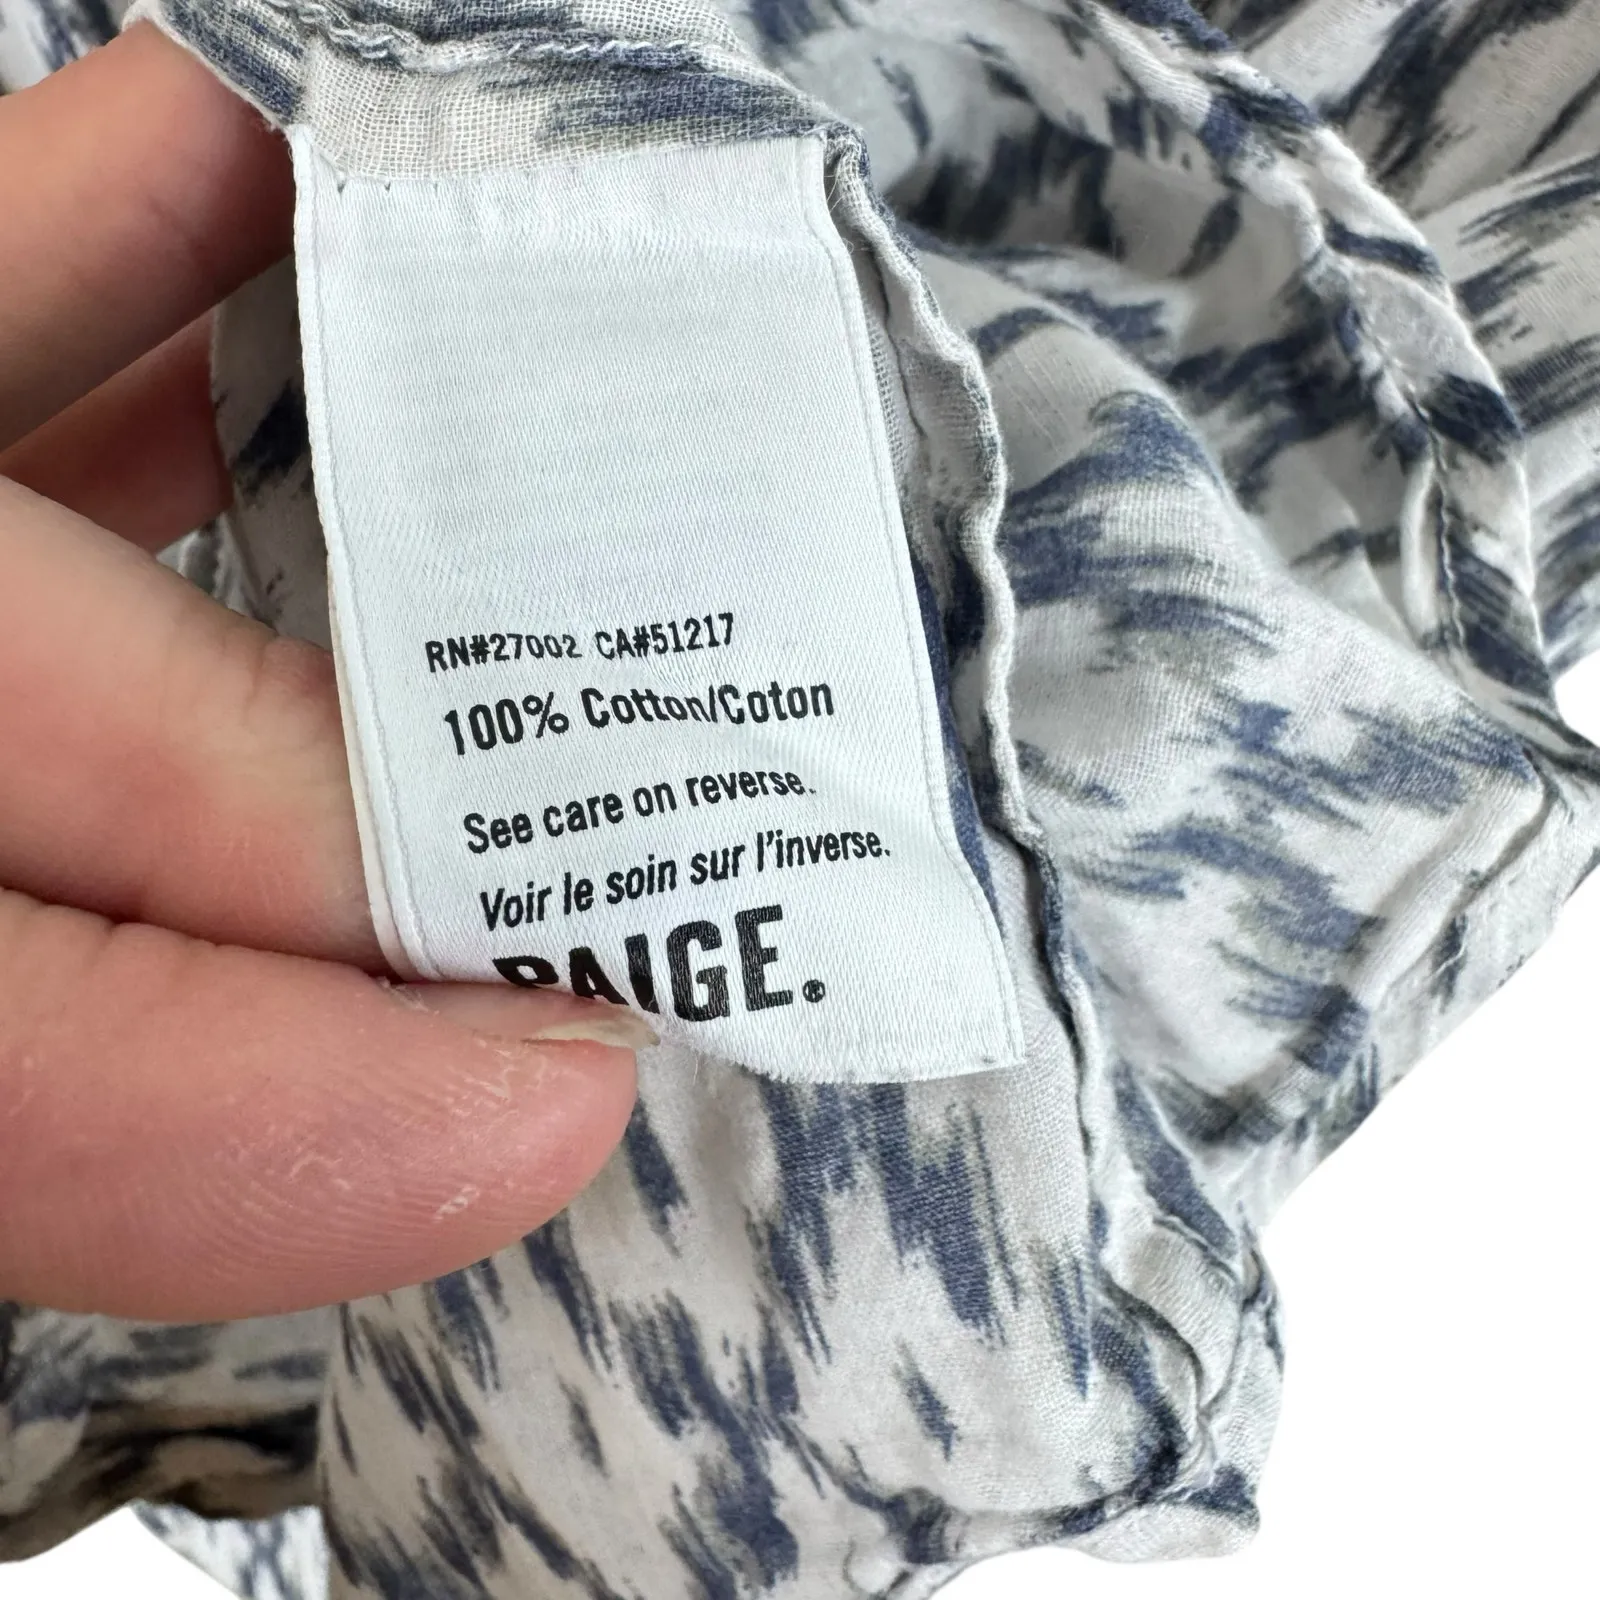 RN#27002 CA#51217
100% Cotton/Coton
See care on reverse.
Voir le soin sur l'inverse.
PAIGE.®